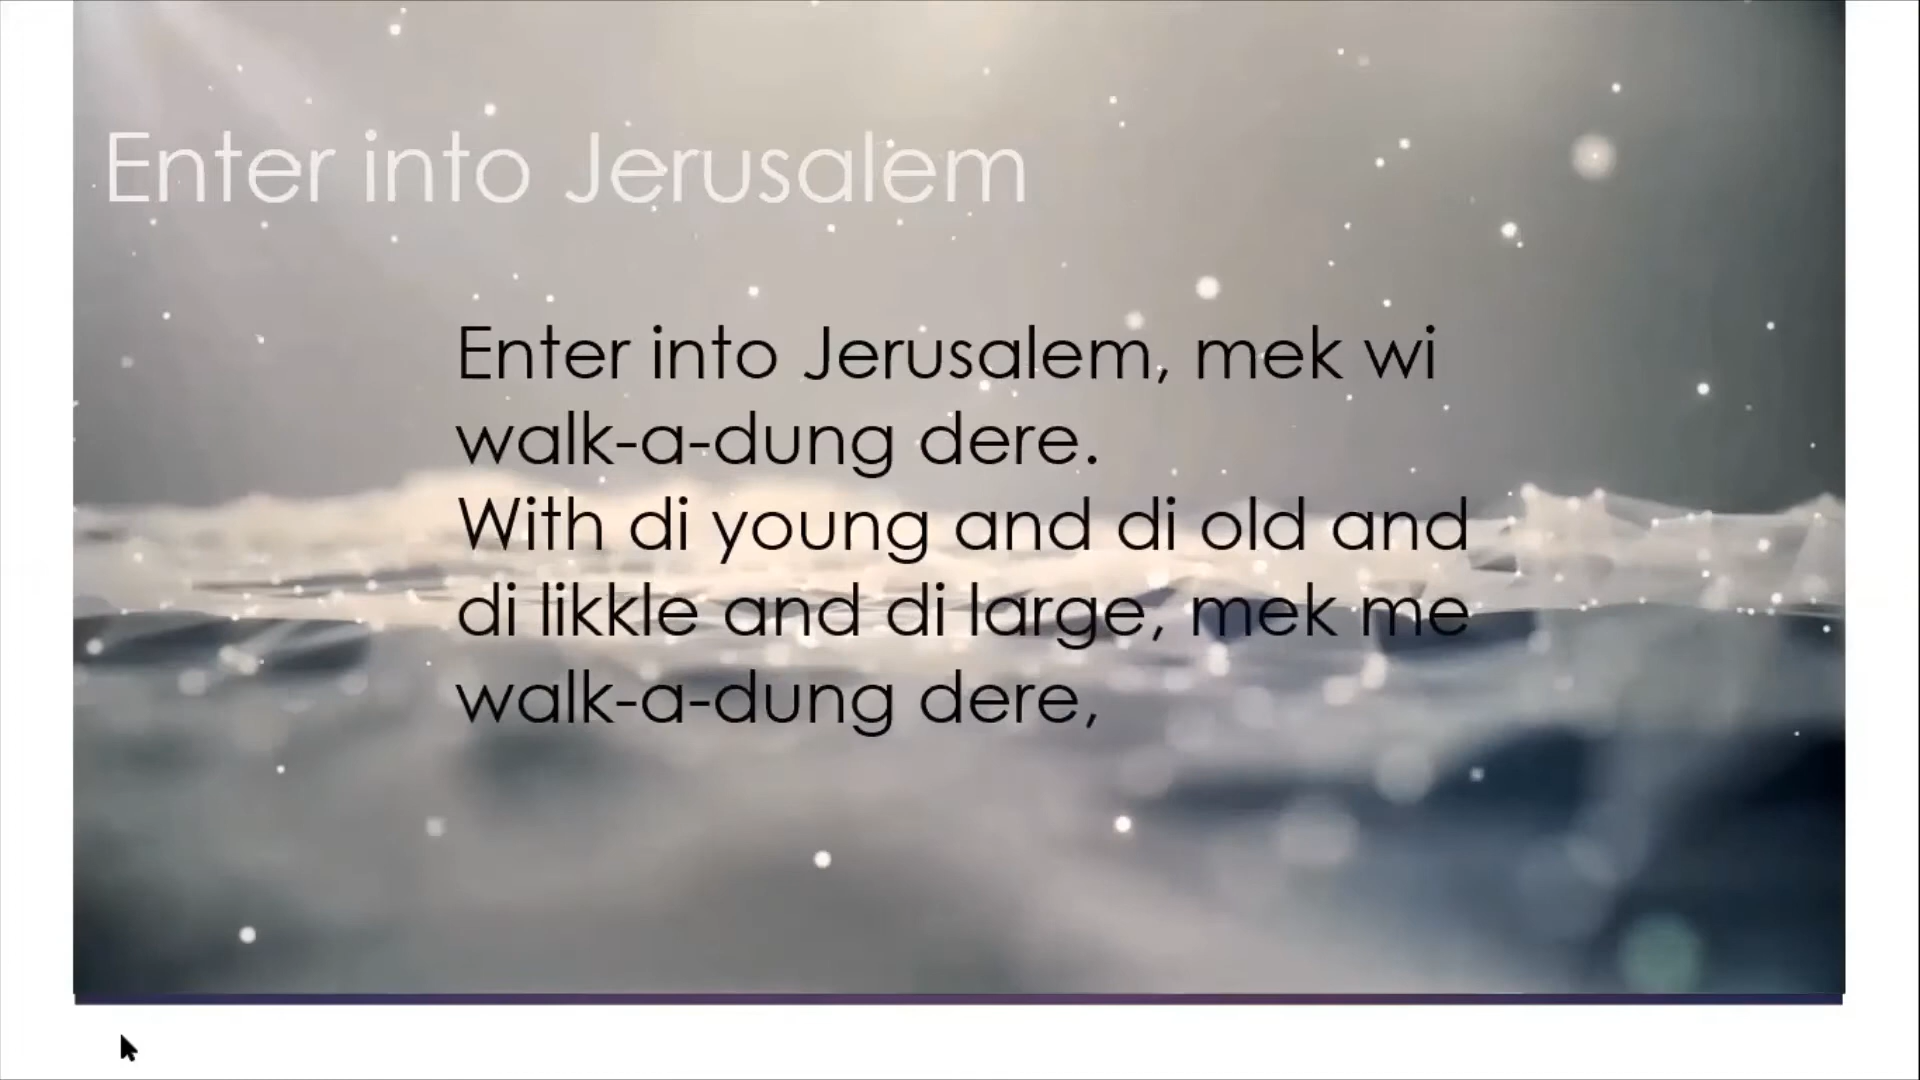 Enter into Jerusalem
Enter into Jerusalem, mek wi
walk-a-dung dere.
With di young and di old and
di likkle and di large, mek me
walk-a-dung dere,